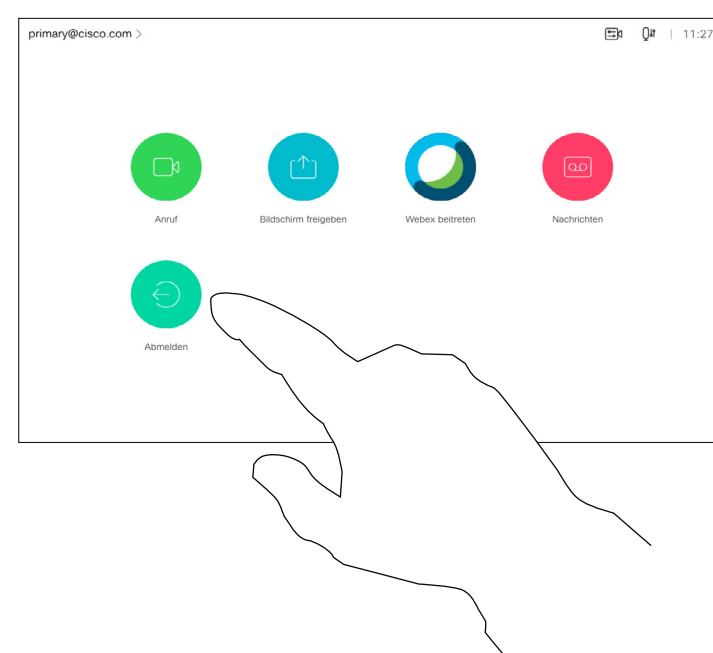 primary@cisco.com
11:27
Anruf
Bildschirm freigeben
Webex beitreten
Nachrichten
Abmelden